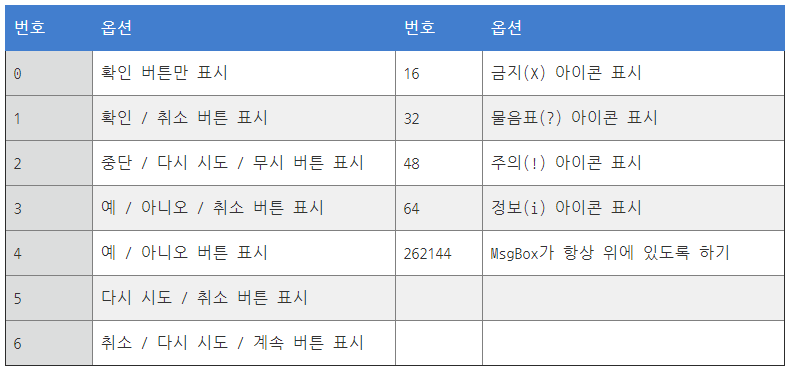 번호 옵션 번호 옵션
0 확인 버튼만 표시 16 금지(X) 아이콘 표시
1 확인 / 취소 버튼 표시 32 물음표(?) 아이콘 표시
2 중단 / 다시 시도 / 무시 버튼 표시 48 주의(!) 아이콘 표시
3 예 / 아니오 / 취소 버튼 표시 64 정보(i) 아이콘 표시
4 예 / 아니오 버튼 표시 262144 MsgBox가 항상 위에 있도록 하기
5 다시 시도 / 취소 버튼 표시
6 취소 / 다시 시도 / 계속 버튼 표시